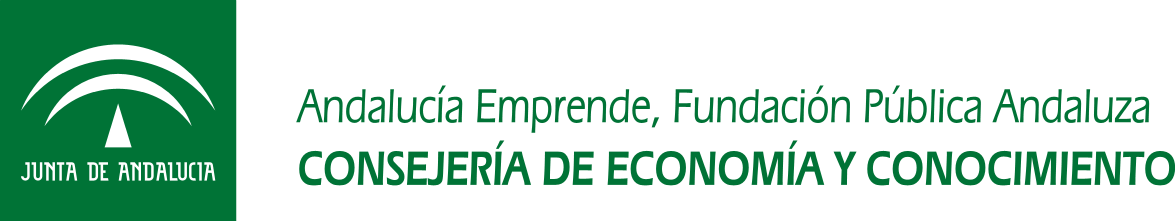 JUNTA DE ANDALUCIA
Andalucía Emprende, Fundación Pública Andaluza
CONSEJERÍA DE ECONOMÍA Y CONOCIMIENTO